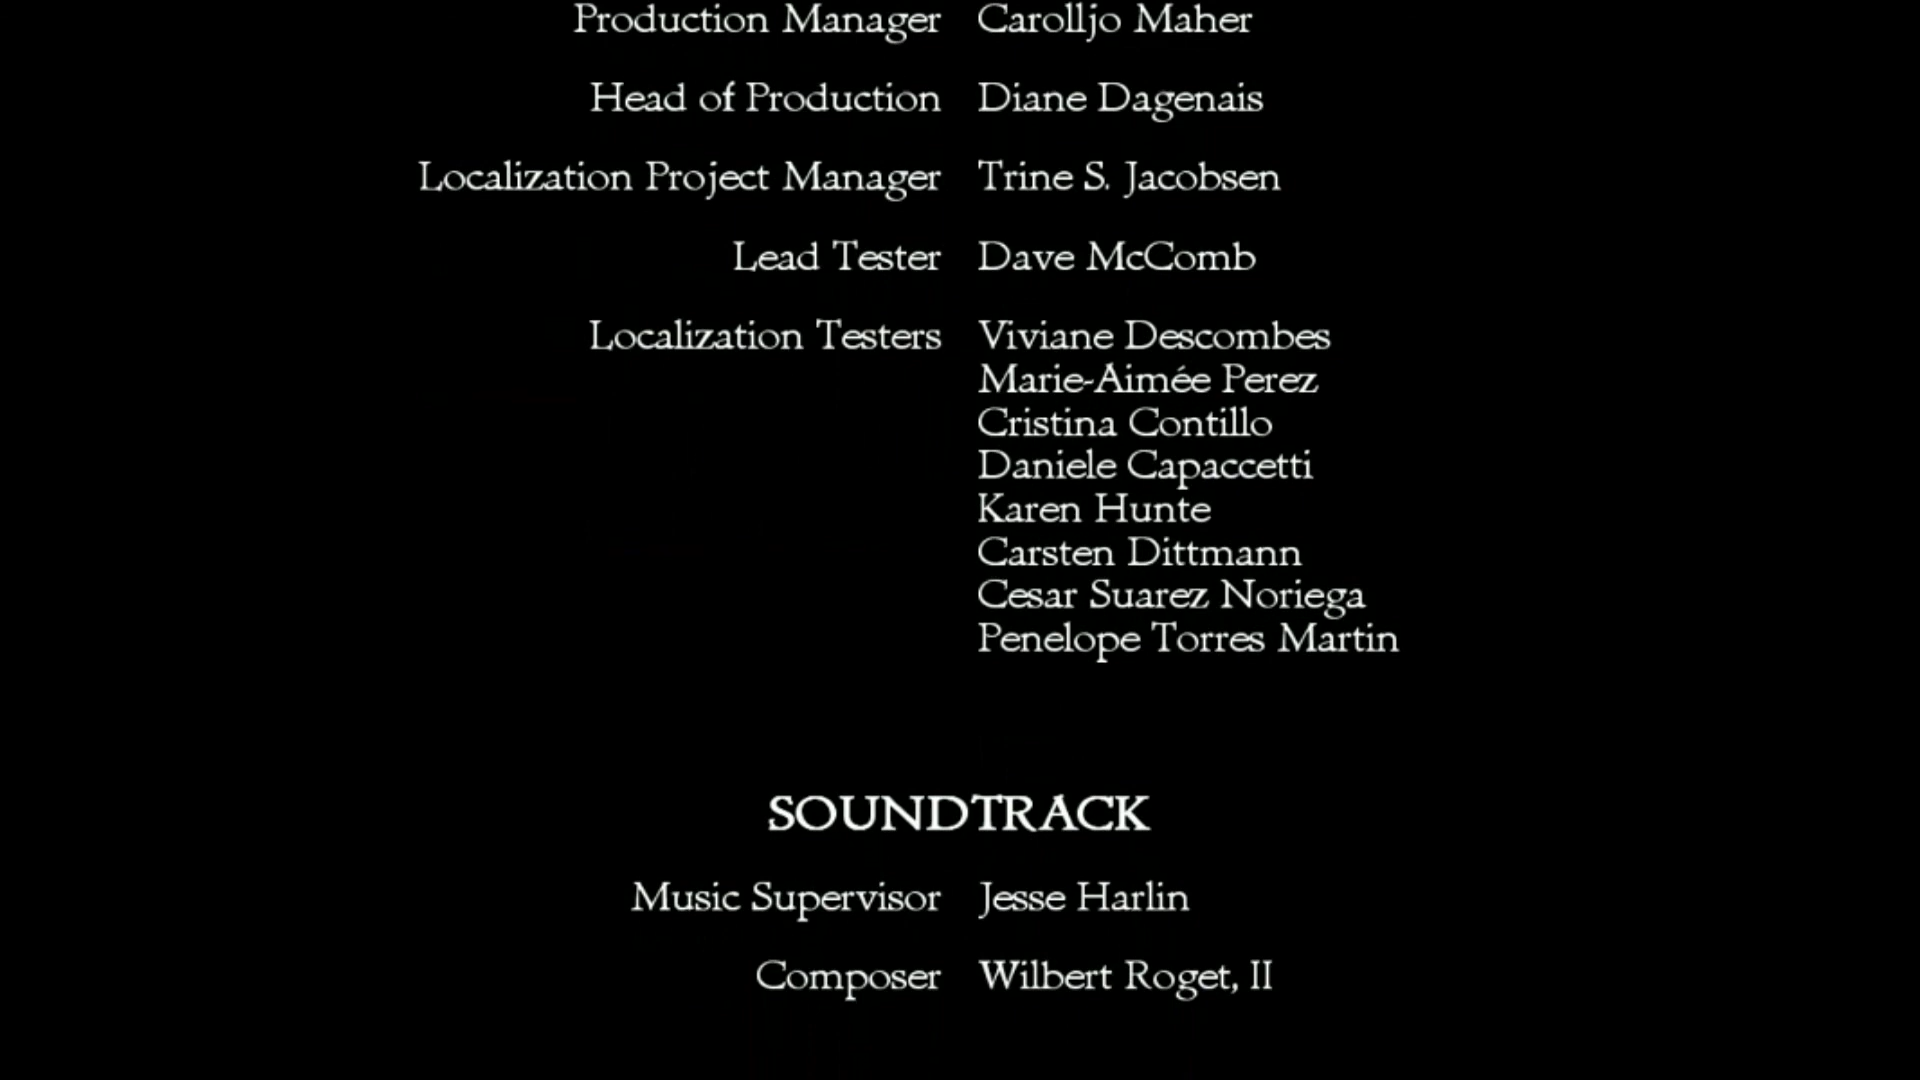 Production Manager Carolljo Maher
Head of Production Diane Dagenais
Localization Project Manager Trine S. Jacobsen
Lead Tester Dave McComb
Localization Testers Viviane Descombes
Marie-Aimée Perez
Cristina Contillo
Daniele Capaccetti
Karen Hunte
Carsten Dittmann
Cesar Suarez Noriega
Penelope Torres Martin
SOUNDTRACK
Music Supervisor Jesse Harlin
Composer Wilbert Roget, II